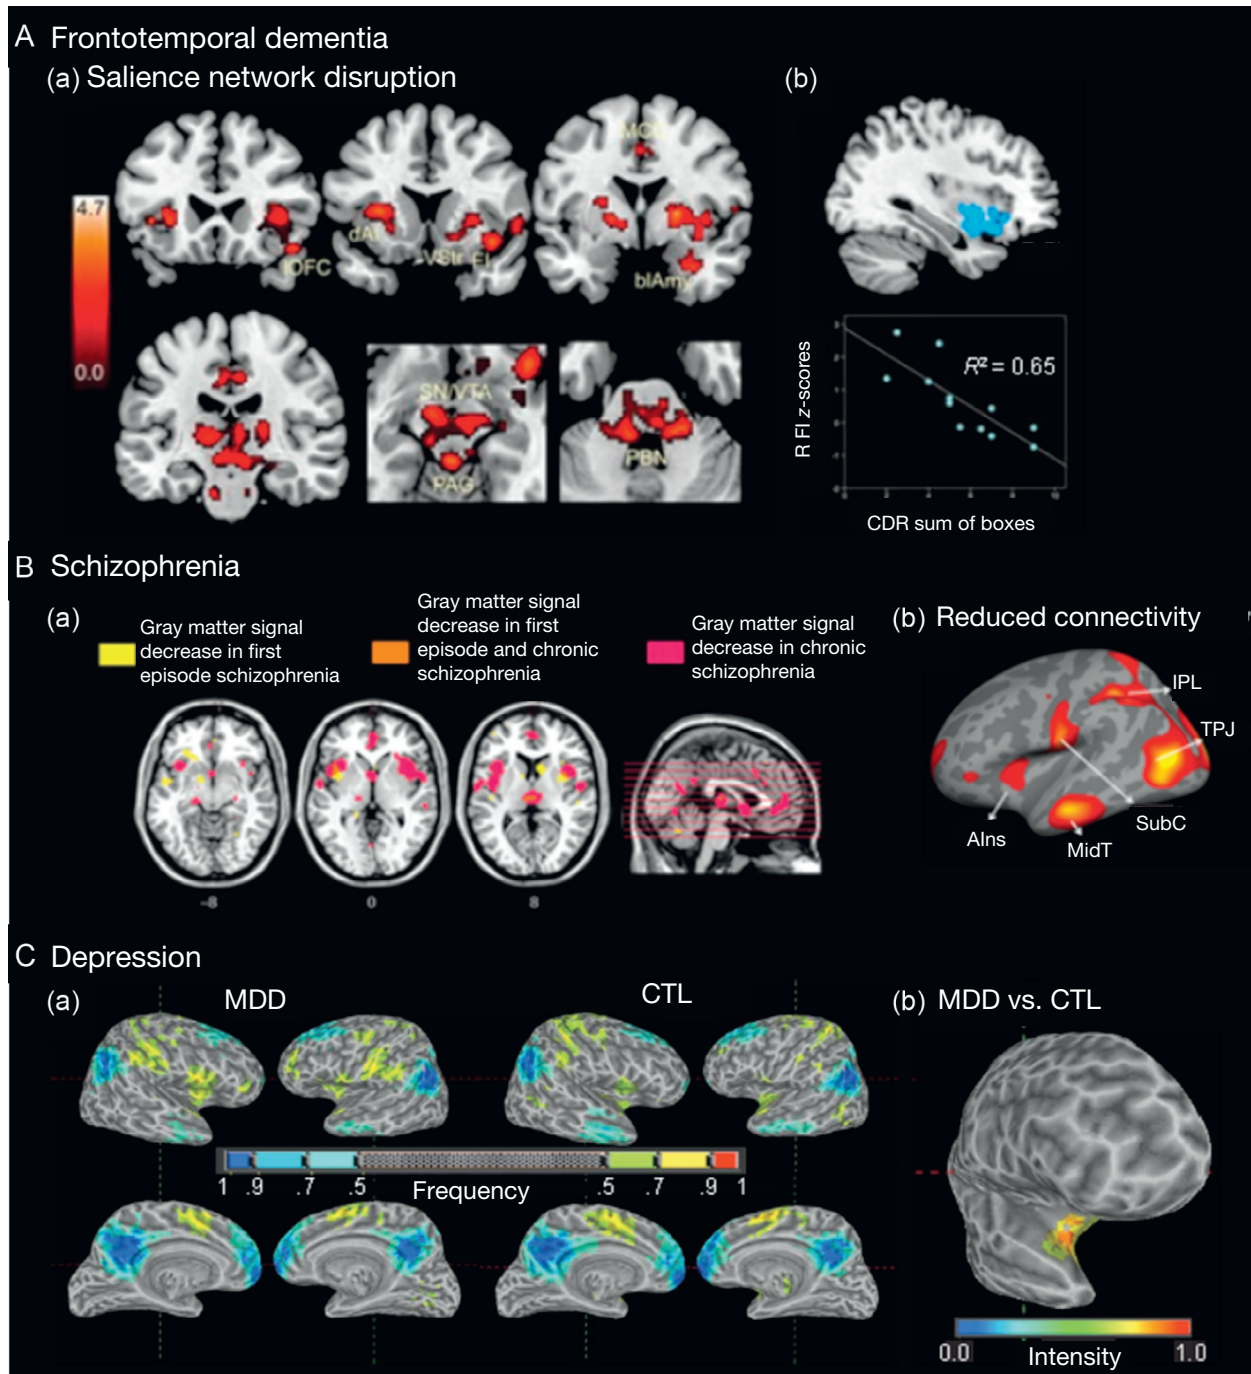 A Frontotemporal dementia
(a) Salience network disruption
(b)
4.7
0.0
lOFC
VStr
FI
blAmy
SN/VTA
PAG
PBN
R FI z-scores
R² = 0.65
CDR sum of boxes
B Schizophrenia
(a)
Gray matter signal
decrease in first
episode schizophrenia
Gray matter signal
decrease in first
episode and chronic
schizophrenia
Gray matter signal
decrease in chronic
schizophrenia
-8
0
8
(b) Reduced connectivity
IPL
TPJ
SubC
AIns
MidT
C Depression
(a)
MDD
CTL
1 .9 .7 .5 Frequency .5 .7 .9 1
(b) MDD vs. CTL
0.0 Intensity 1.0